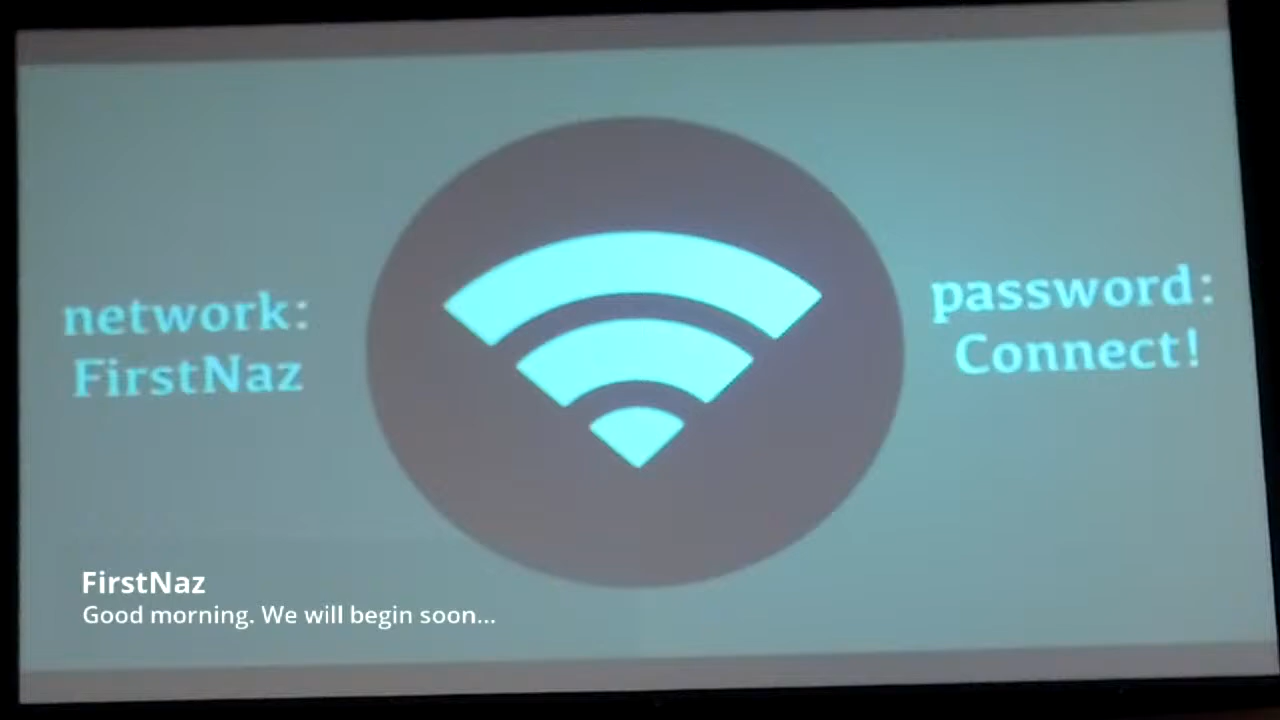 network:
FirstNaz
password:
Connect!
FirstNaz
Good morning. We will begin soon...